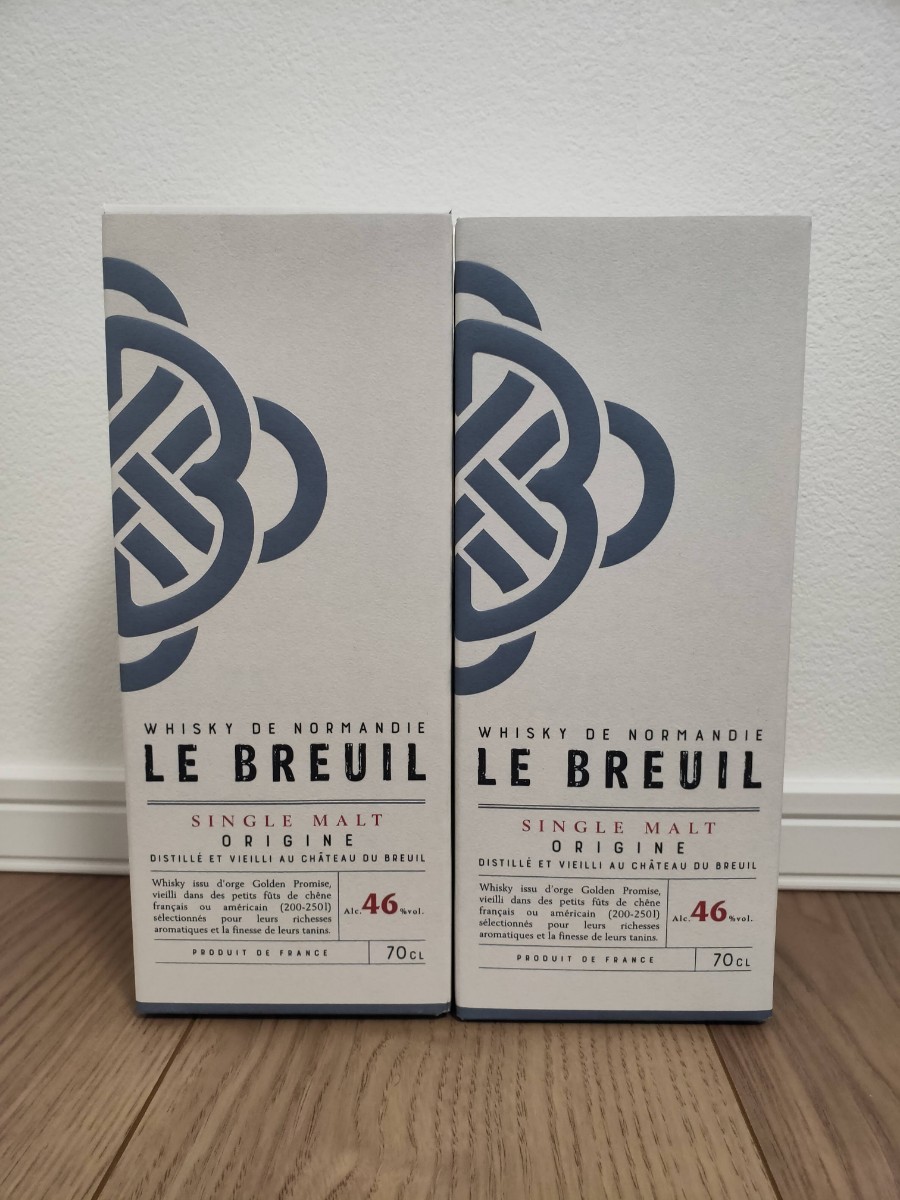 WHISKY DE NORMANDIE
LE BREUIL
SINGLE MALT
ORIGINE
DISTILLÉ ET VIEILLI AU CHÂTEAU DU BREUIL
Whisky issu d'orge Golden Promise,
vieilli dans des petits fûts de chêne
français ou américain (200-250l)
sélectionnés pour leurs richesses
aromatiques et la finesse de leurs tanins.
Alc. 46 %vol.
PRODUIT DE FRANCE
70 CL
WHISKY DE NORMANDIE
LE BREUIL
SINGLE MALT
ORIGINE
DISTILLÉ ET VIEILLI AU CHÂTEAU DU BREUIL
Whisky issu d'orge Golden Promise,
vieilli dans des petits fûts de chêne
français ou américain (200-250l)
sélectionnés pour leurs richesses
aromatiques et la finesse de leurs tanins.
Alc. 46 %vol.
PRODUIT DE FRANCE
70 CL